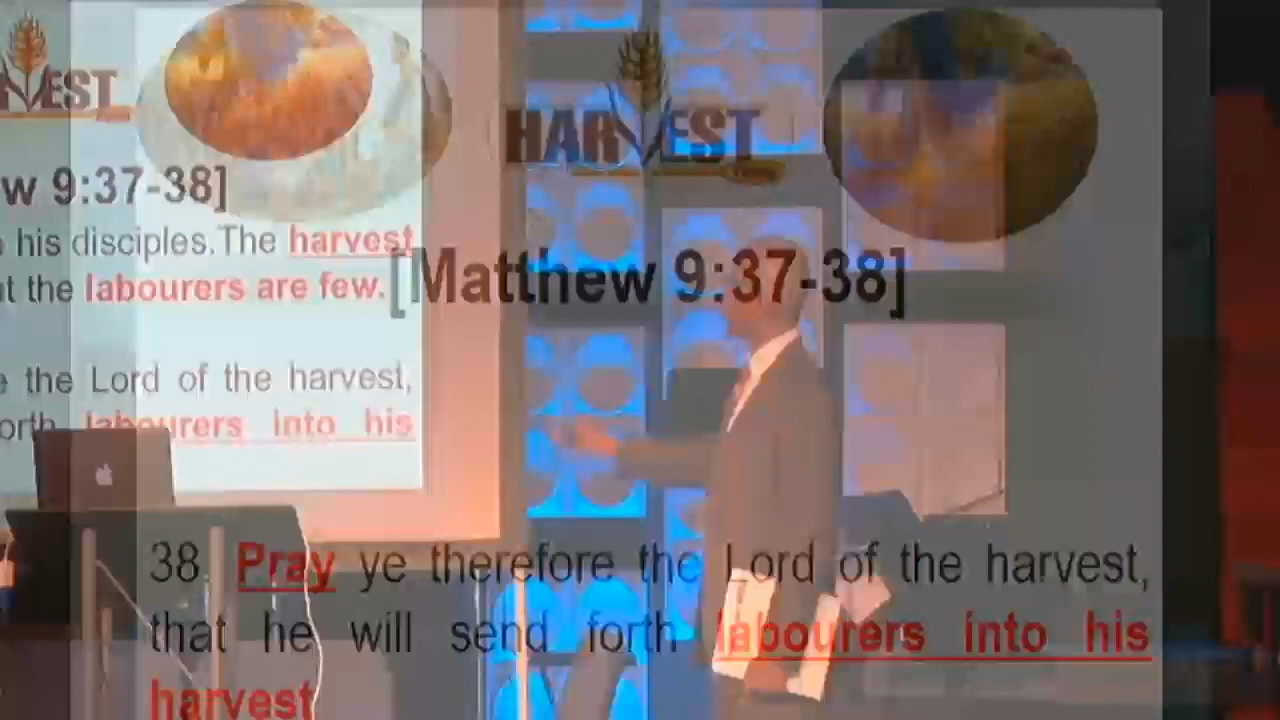 VEST
HARVEST
w 9:37-38]
his disciples.The harvest
t the labourers are few.
[Matthew 9:37-38]
the Lord of the harvest,
orth labourers into his
38 Pray ye therefore the Lord of the harvest,
that he will send forth labourers into his
harvest